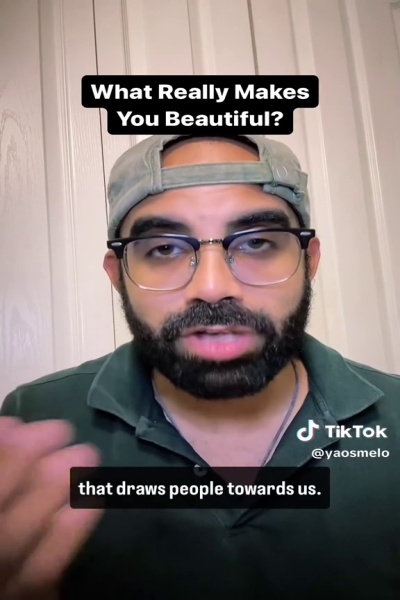 What Really Makes
You Beautiful?
TikTok
@yaosmelo
that draws people towards us.